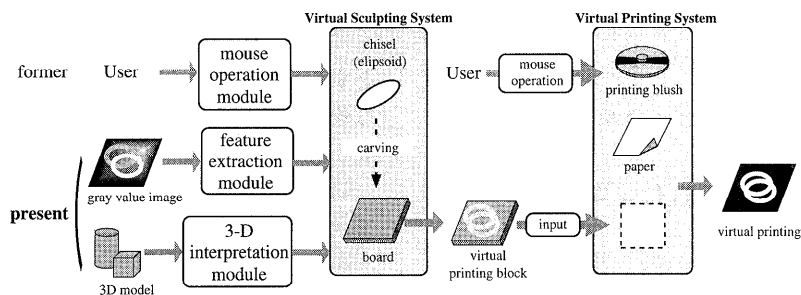 Virtual Sculpting System
Virtual Printing System
former
User
mouse
operation
module
chisel
(elipsoid)
User
mouse
operation
printing blush
present
gray value image
feature
extraction
module
carving
paper
3D model
3-D
interpretation
module
board
virtual
printing block
input
virtual printing